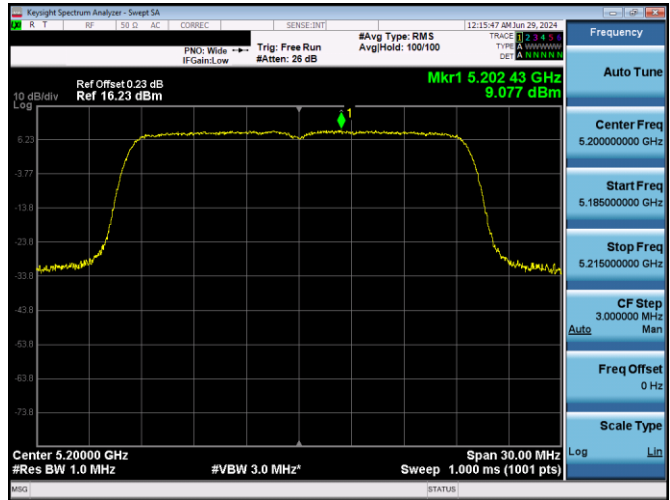 Keysight Spectrum Analyzer - Swept SA
R T RF 50 Ω AC CORREC SENSE:INT 12:15:47 AM Jun 29, 2024
PNO: Wide
IFGain:Low
Trig: Free Run
#Atten: 26 dB
#Avg Type: RMS
Avg|Hold: 100/100
TRACE 1 2 3 4 5 6
TYPE A WWWWW
DET A N N N N N
Ref Offset 0.23 dB
10 dB/div Ref 16.23 dBm
Log
Mkr1 5.202 43 GHz
9.077 dBm
1
6.23
-3.77
-13.8
-23.8
-33.8
-43.8
-53.8
-63.8
-73.8
Center 5.20000 GHz Span 30.00 MHz
#Res BW 1.0 MHz #VBW 3.0 MHz* Sweep 1.000 ms (1001 pts)
MSG STATUS
Frequency
Auto Tune
Center Freq
5.200000000 GHz
Start Freq
5.185000000 GHz
Stop Freq
5.215000000 GHz
CF Step
3.000000 MHz
Auto Man
Freq Offset
0 Hz
Scale Type
Log Lin